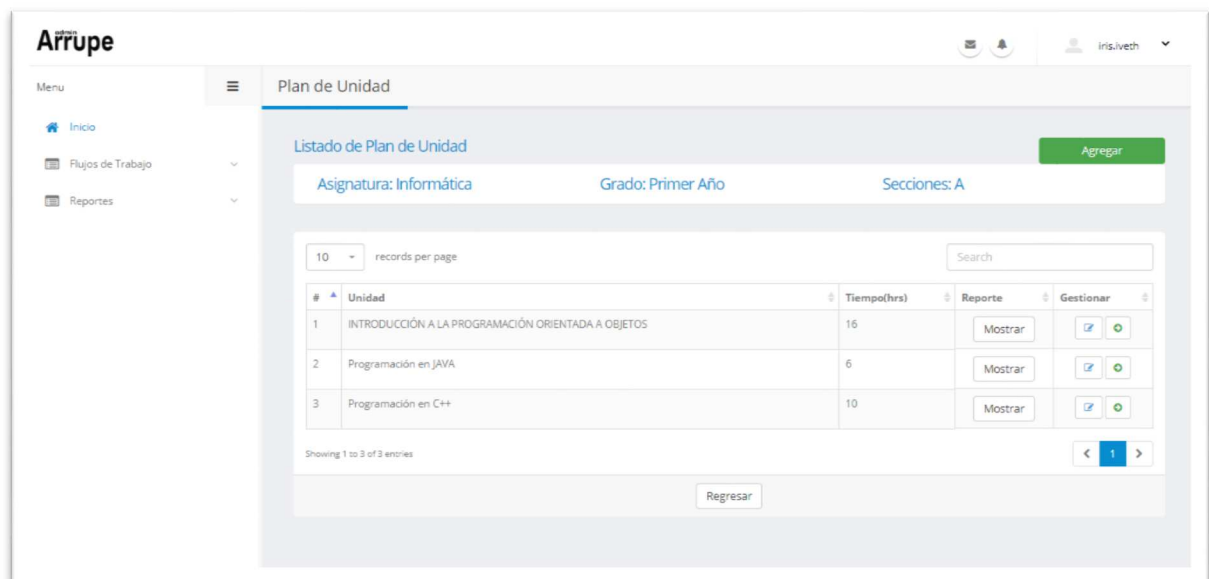 admin
Arrupe
iris.iveth
Menu
Plan de Unidad
Inicio
Flujos de Trabajo
Reportes
Listado de Plan de Unidad
Agregar
Asignatura: Informática Grado: Primer Año Secciones: A
10 records per page Search
# Unidad Tiempo(hrs) Reporte Gestionar
1 INTRODUCCIÓN A LA PROGRAMACIÓN ORIENTADA A OBJETOS 16 Mostrar
2 Programación en JAVA 6 Mostrar
3 Programación en C++ 10 Mostrar
Showing 1 to 3 of 3 entries 1
Regresar